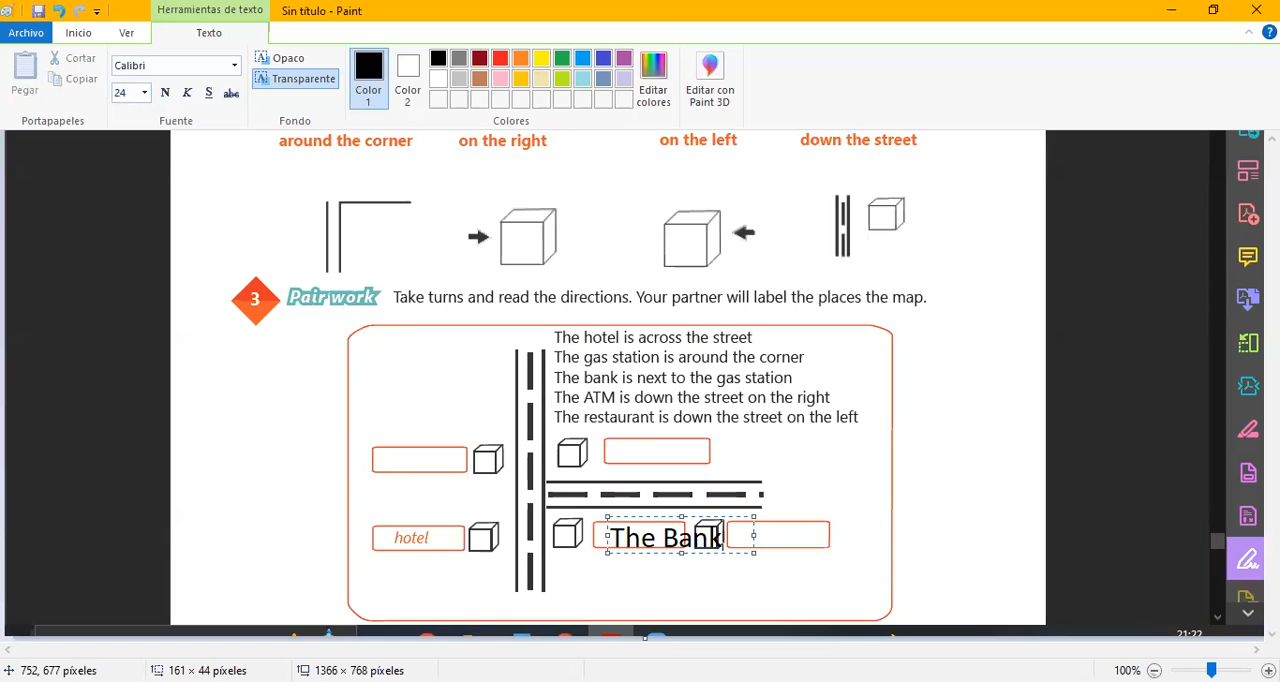 Herramientas de texto
Sin título - Paint
Archivo
Inicio
Ver
Texto
Pegar
Cortar
Copiar
Portapapeles
Calibri
24
N K S abc
Fuente
Opaco
Transparente
Fondo
Color 1
Color 2
Editar colores
Editar con Paint 3D
Colores
around the corner
on the right
on the left
down the street
3
Pair work
Take turns and read the directions. Your partner will label the places the map.
The hotel is across the street
The gas station is around the corner
The bank is next to the gas station
The ATM is down the street on the right
The restaurant is down the street on the left
hotel
The Bank
21:22
752, 677 píxeles
161 × 44 píxeles
1366 × 768 píxeles
100%